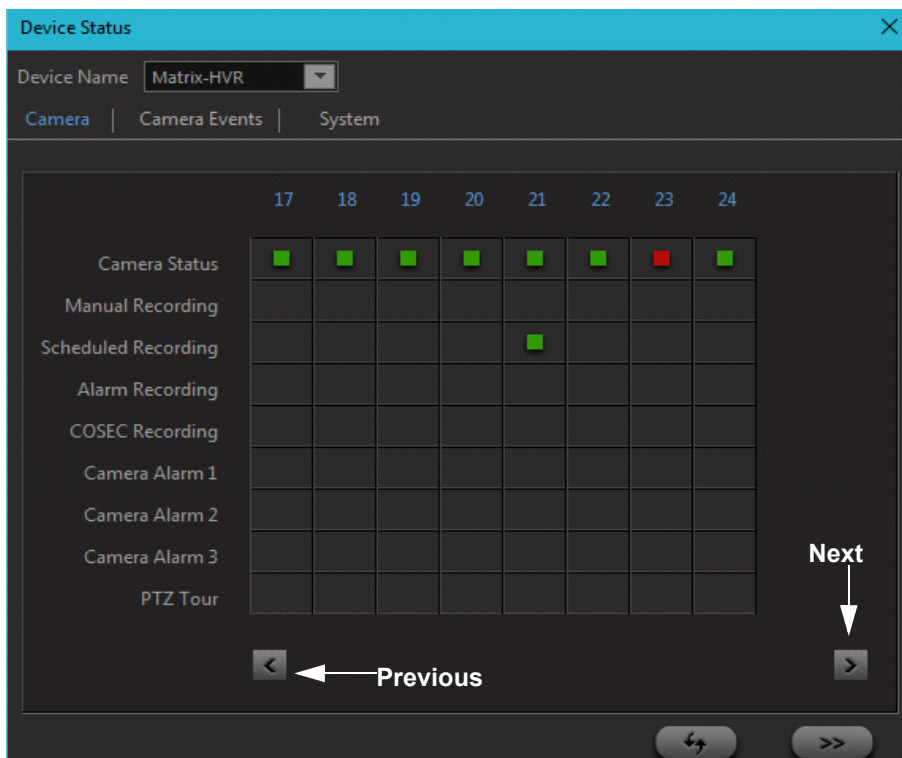 Device Status
Device Name Matrix-HVR
Camera | Camera Events | System
17 18 19 20 21 22 23 24
Camera Status
Manual Recording
Scheduled Recording
Alarm Recording
COSEC Recording
Camera Alarm 1
Camera Alarm 2
Camera Alarm 3
Next
PTZ Tour
< Previous >
>>